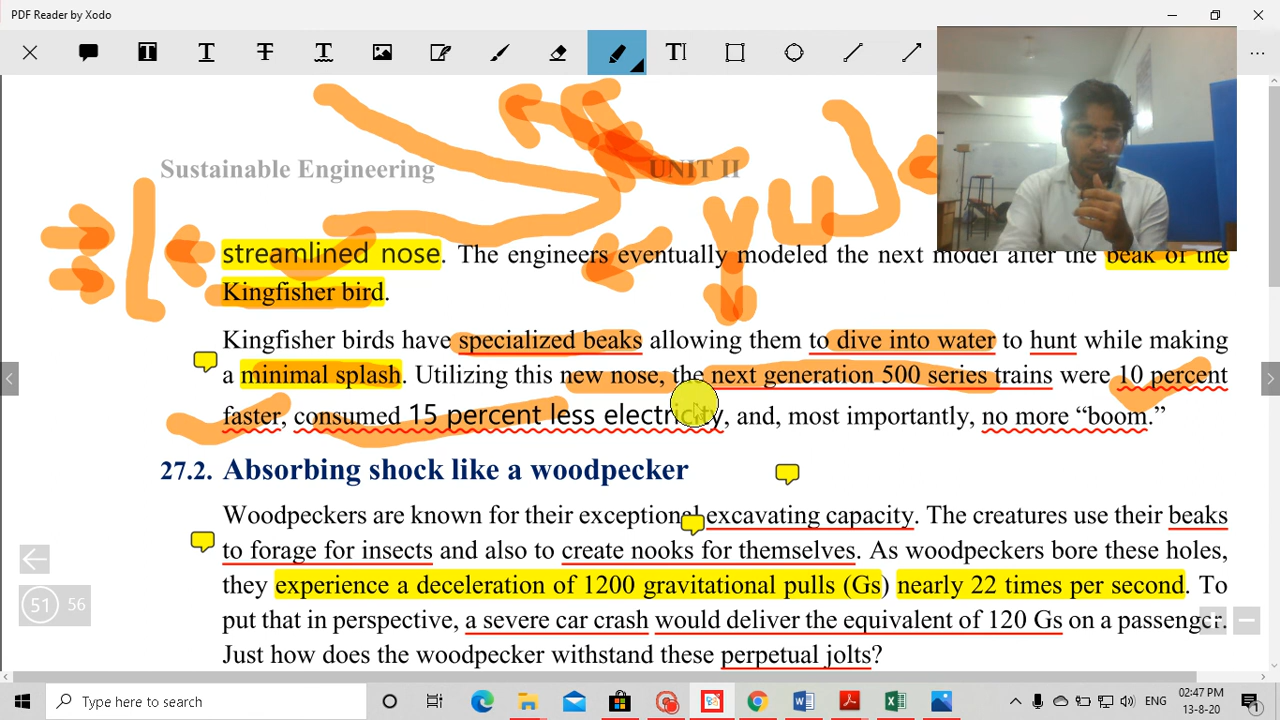 PDF Reader by Xodo
Sustainable Engineering UNIT II
streamlined nose. The engineers eventually modeled the next model after the beak of the
Kingfisher bird.
Kingfisher birds have specialized beaks allowing them to dive into water to hunt while making
a minimal splash. Utilizing this new nose, the next generation 500 series trains were 10 percent
faster, consumed 15 percent less electricity, and, most importantly, no more “boom.”
27.2. Absorbing shock like a woodpecker
Woodpeckers are known for their exceptional excavating capacity. The creatures use their beaks
to forage for insects and also to create nooks for themselves. As woodpeckers bore these holes,
they experience a deceleration of 1200 gravitational pulls (Gs) nearly 22 times per second. To
put that in perspective, a severe car crash would deliver the equivalent of 120 Gs on a passenger.
Just how does the woodpecker withstand these perpetual jolts?
51 56
Type here to search
ENG
02:47 PM
13-8-20